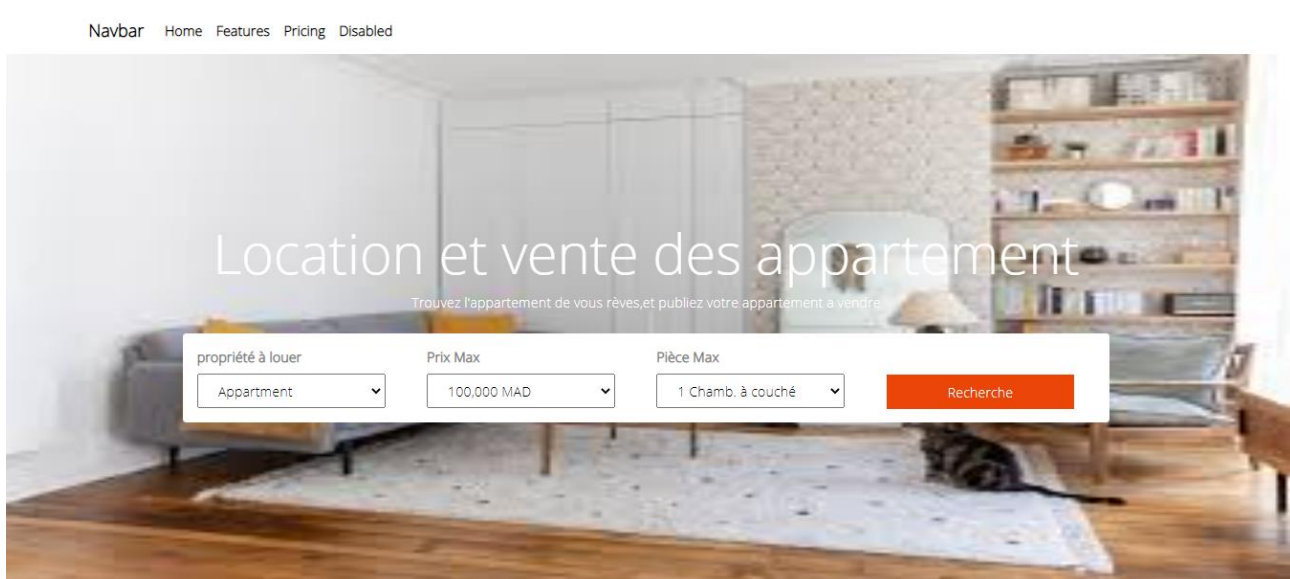 Navbar Home Features Pricing Disabled
Location et vente des appartement
Trouvez l'appartement de vous rèves,et publiez votre appartement a vendre
propriété à louer Prix Max Pièce Max
Appartment 100,000 MAD 1 Chamb. à couché Recherche